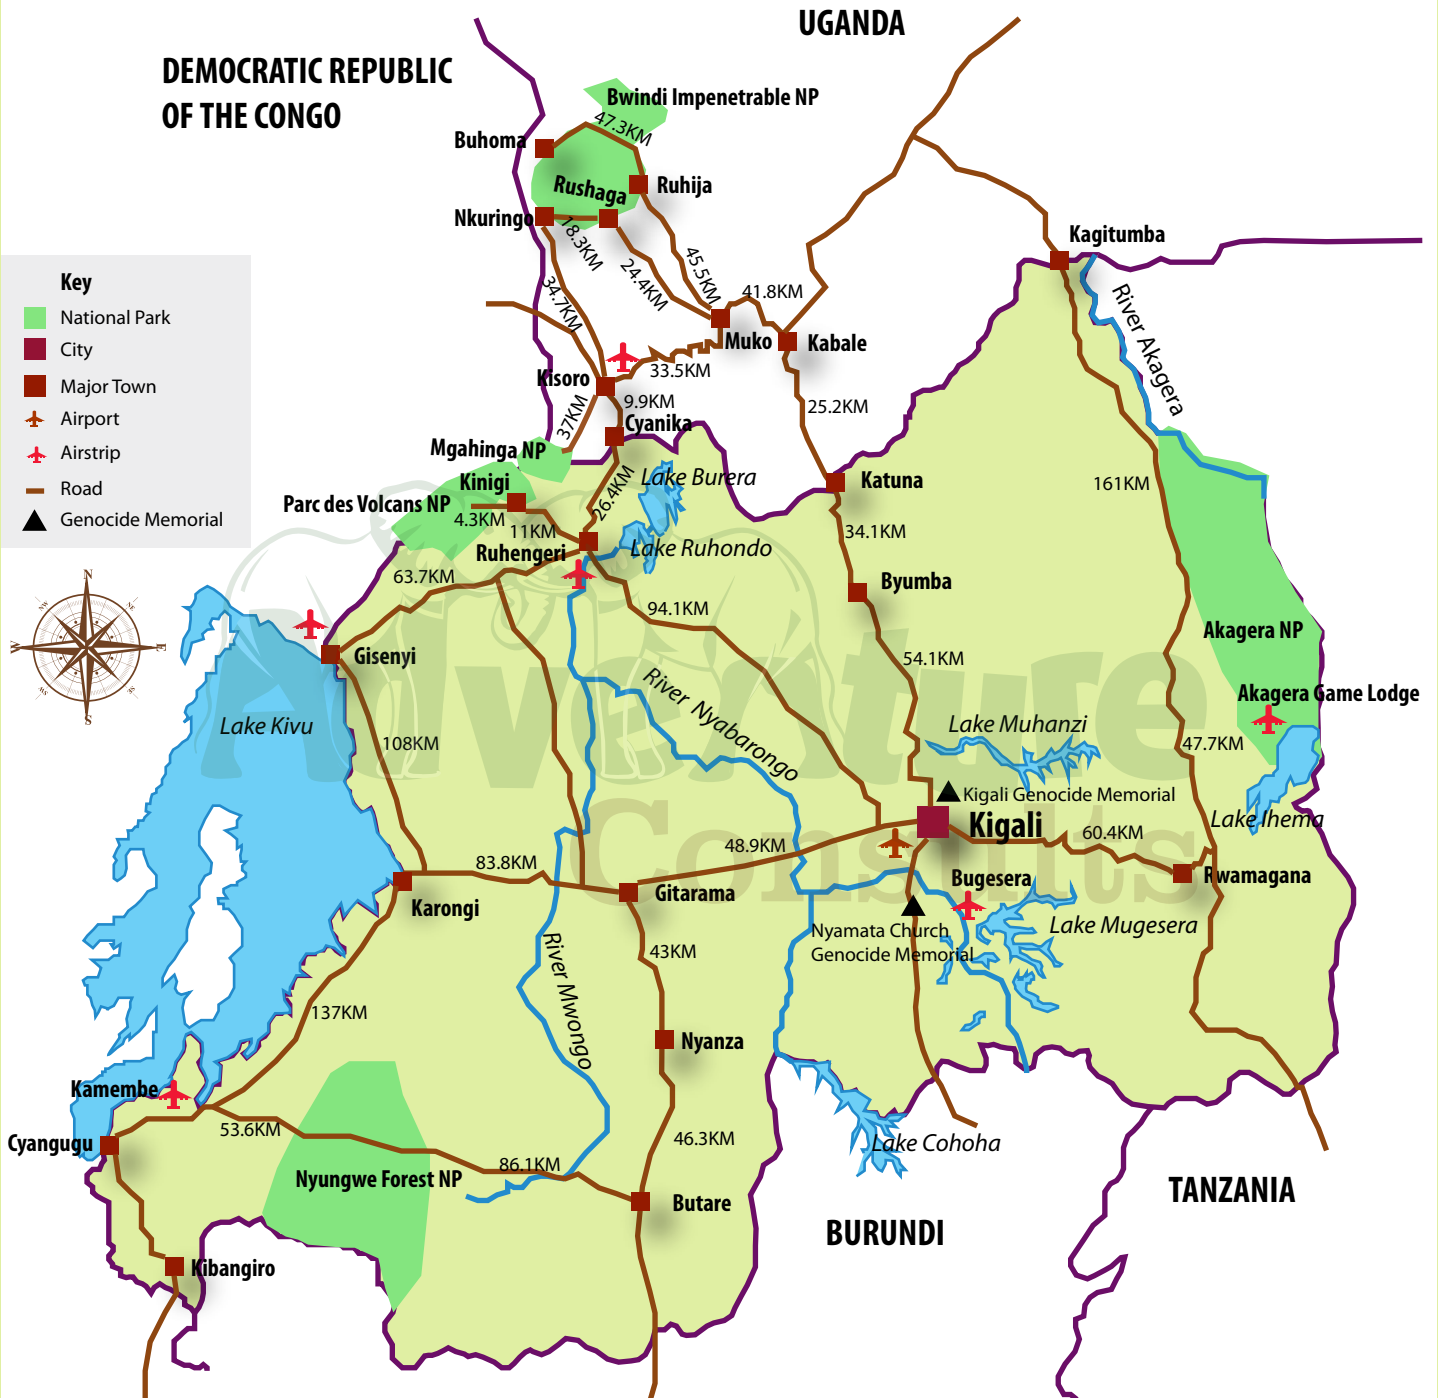 UGANDA
DEMOCRATIC REPUBLIC
OF THE CONGO
Bwindi Impenetrable NP
47.3KM
Buhoma
Rushaga
Ruhija
Nkuringo
18.3KM
24.4KM
45.5KM
34.7KM
41.8KM
Kagitumba
River Akagera
Key
National Park
City
Major Town
Airport
Airstrip
Road
Genocide Memorial
Muko
Kabale
33.5KM
Kisoro
9.9KM
37KM
25.2KM
Cyanika
Mgahinga NP
Kinigi
Parc des Volcans NP
4.3KM
11KM
26.4KM
Lake Burera
Katuna
161KM
34.1KM
Ruhengeri
Lake Ruhondo
63.7KM
94.1KM
Byumba
N
NE
E
SE
S
SW
W
NW
Akagera NP
Gisenyi
54.1KM
River Nyabarongo
Akagera Game Lodge
Lake Kivu
108KM
Lake Muhanzi
47.7KM
Adventure
Consults
Kigali Genocide Memorial
Kigali
Lake Ihema
60.4KM
48.9KM
83.8KM
Rwamagana
Bugesera
Gitarama
Karongi
Nyamata Church
Genocide Memorial
Lake Mugesera
43KM
River Mwongo
137KM
Nyanza
Kamembe
53.6KM
46.3KM
Cyangugu
Lake Cohoha
86.1KM
Nyungwe Forest NP
Butare
TANZANIA
BURUNDI
Kibangiro